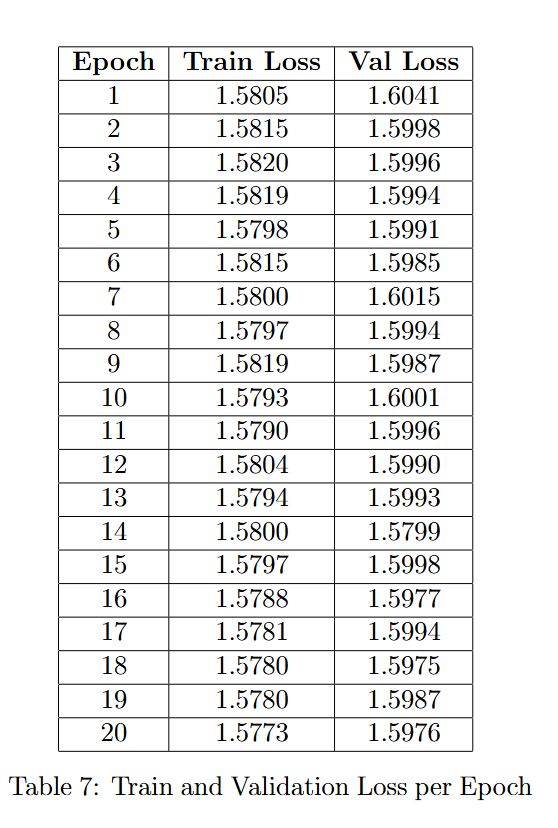 Epoch Train Loss Val Loss
1 1.5805 1.6041
2 1.5815 1.5998
3 1.5820 1.5996
4 1.5819 1.5994
5 1.5798 1.5991
6 1.5815 1.5985
7 1.5800 1.6015
8 1.5797 1.5994
9 1.5819 1.5987
10 1.5793 1.6001
11 1.5790 1.5996
12 1.5804 1.5990
13 1.5794 1.5993
14 1.5800 1.5799
15 1.5797 1.5998
16 1.5788 1.5977
17 1.5781 1.5994
18 1.5780 1.5975
19 1.5780 1.5987
20 1.5773 1.5976
Table 7: Train and Validation Loss per Epoch